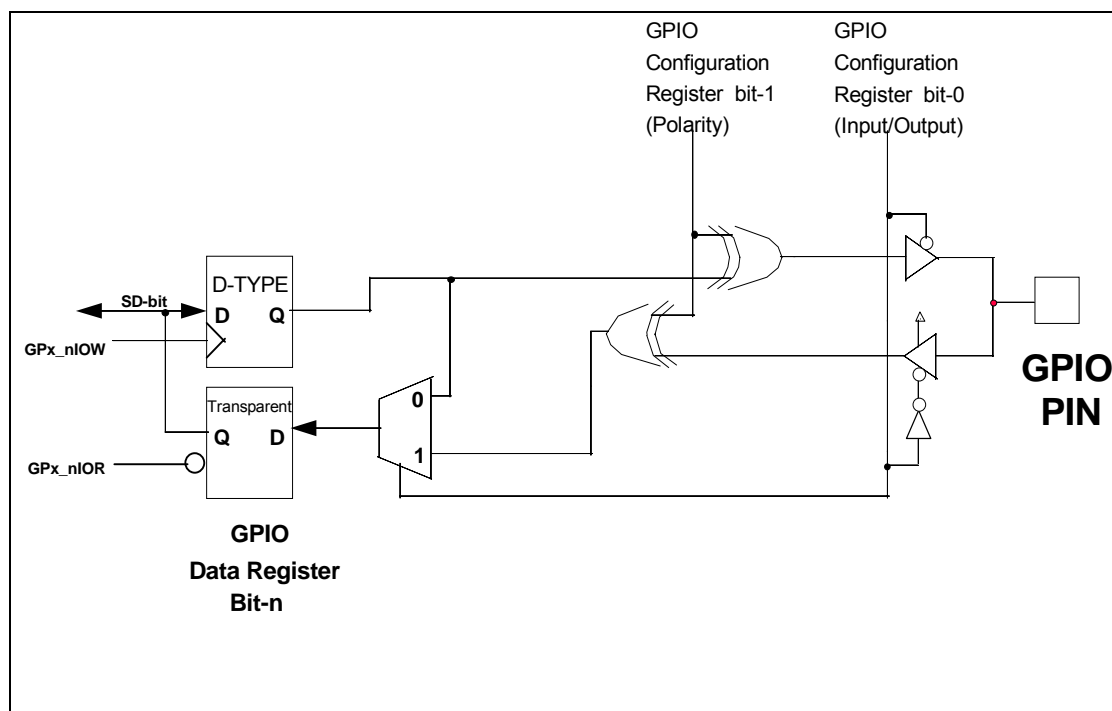 GPIO
Configuration
Register bit-1
(Polarity)
GPIO
Configuration
Register bit-0
(Input/Output)
D-TYPE
SD-bit
D Q
GPx_nIOW
Transparent
Q D
GPx_nIOR
0
1
GPIO
PIN
GPIO
Data Register
Bit-n